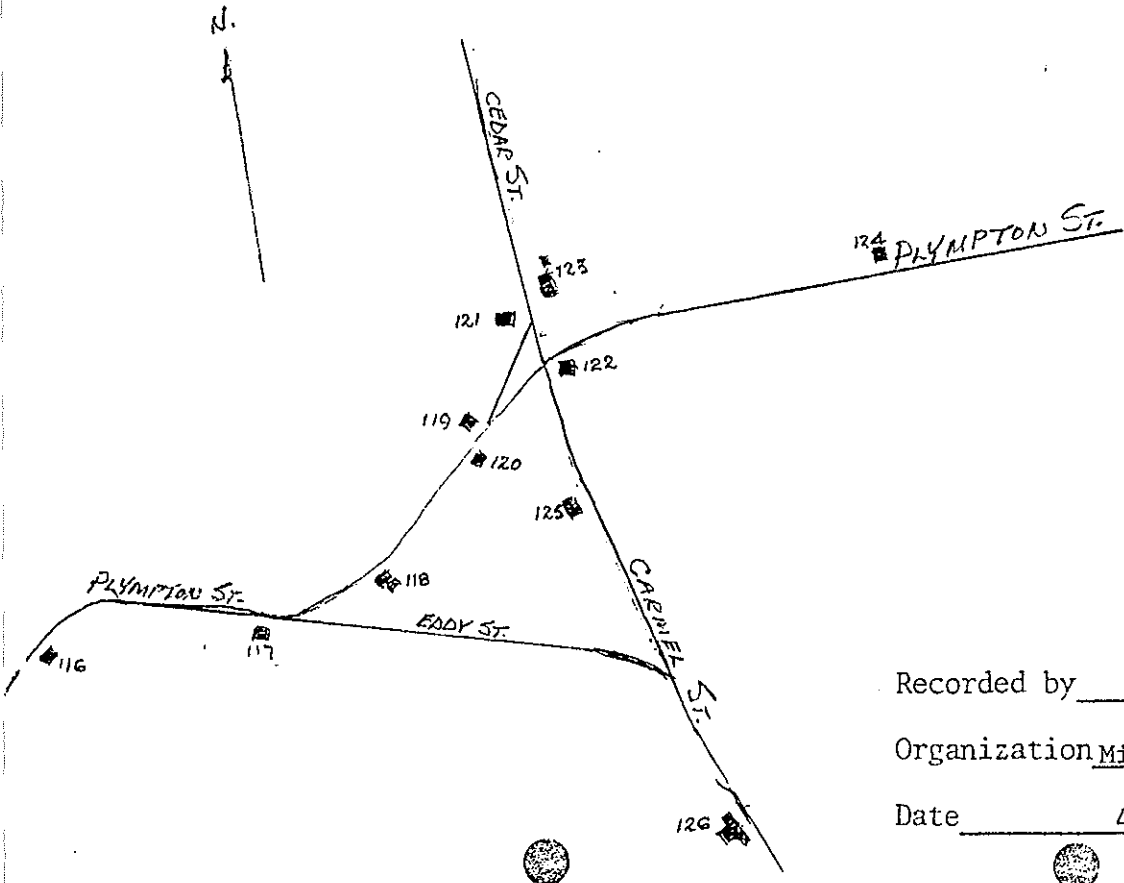 N.
CEDAR ST.
124
PLYMPTON ST.
123
121
122
119
120
125
118
PLYMPTON ST.
CARMEL ST.
EDDY ST.
117
116
Recorded by
Organization
Date
126